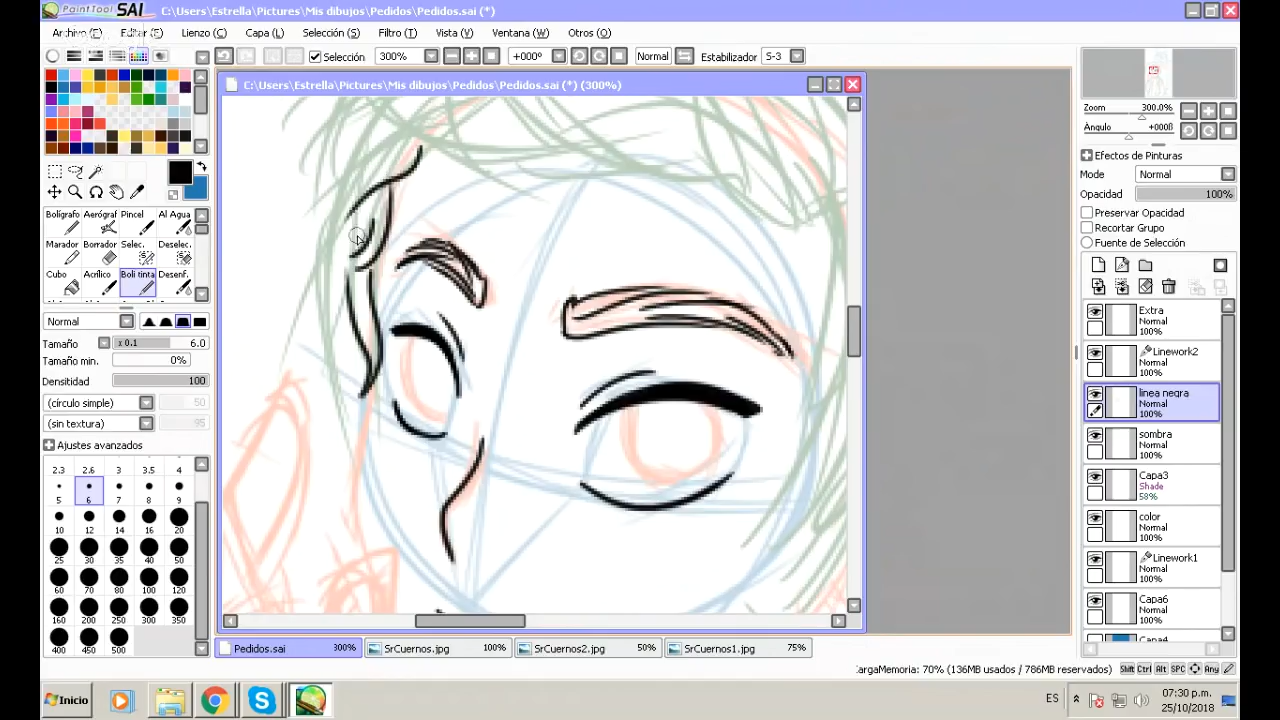 PaintTool SAI C:\Users\Estrella\Pictures\Mis dibujos\Pedidos\Pedidos.sai (*)
Archivo (F) Editar (E) Lienzo (C) Capa (L) Selección (S) Filtro (T) Vista (V) Ventana (W) Otros (O)
Selección 300% +000° Normal Estabilizador S-3
C:\Users\Estrella\Pictures\Mis dibujos\Pedidos\Pedidos.sai (*) (300%)
Zoom 300.0%
Ángulo +000º
Efectos de Pinturas
Modo Normal
Opacidad 100%
Preservar Opacidad
Recortar Grupo
Fuente de Selección
Bolígrafo Aerógraf Pincel Al Agua
Marador Borrador Selec. Deselec.
Cubo Acrílico Boli tinta Desenf.
Normal
Tamaño x 0.1 6.0
Tamaño min. 0%
Densitidad 100
(círculo simple) 50
(sin textura) 95
Ajustes avanzados
2.3 2.6 3 3.5 4
5 6 7 8 9
10 12 14 16 20
25 30 35 40 50
60 70 80 100 120
160 200 250 300 350
400 450 500
Extra
Normal
100%
Linework2
Normal
100%
linea negra
Normal
100%
sombra
Normal
100%
Capa3
Shade
58%
color
Normal
100%
Linework1
Normal
100%
Capa6
Normal
100%
Capa4
Pedidos.sai 300% SrCuernos.jpg 100% SrCuernos2.jpg 50% SrCuernos1.jpg 75%
CargaMemoria: 70% (136MB usados / 786MB reservados) Shift Ctrl Alt SPC Any
Inicio ES 07:30 p.m.
25/10/2018